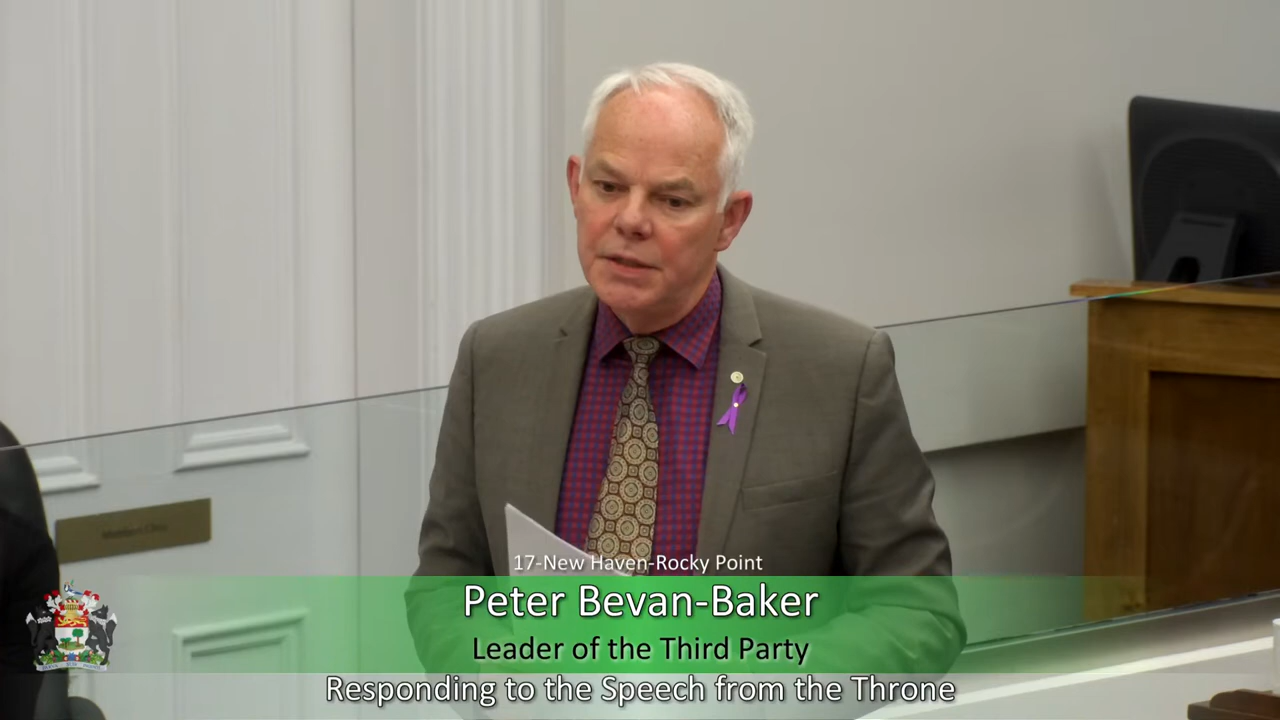 17-New Haven-Rocky Point
Peter Bevan-Baker
Leader of the Third Party
Responding to the Speech from the Throne